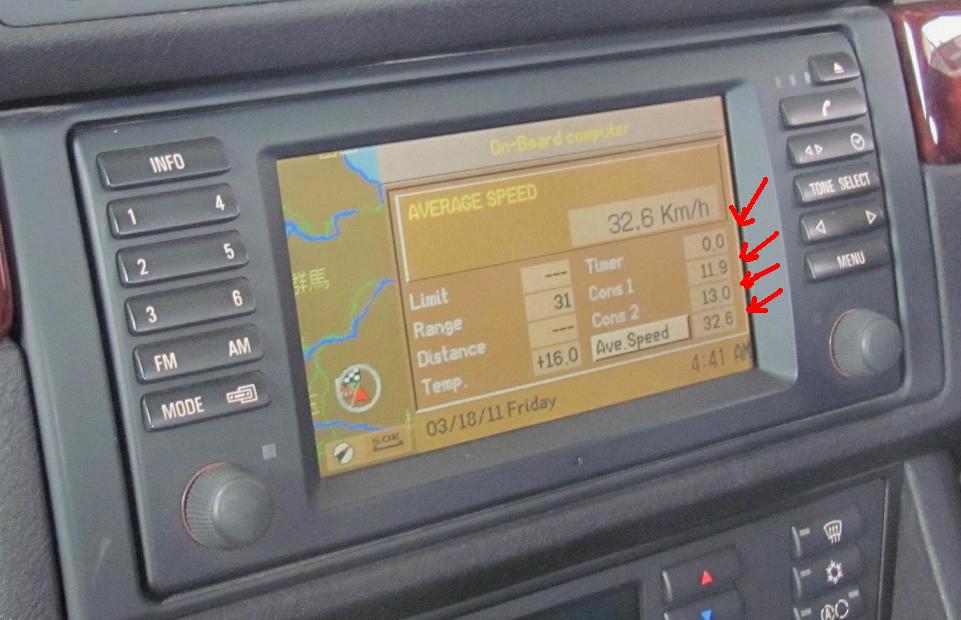 INFO
1 4
2 5
3 6
FM AM
MODE
On-Board computer
AVERAGE SPEED
32.6 Km/h
群馬
Limit ---
Range 31
Distance ---
Temp. +16.0
Timer 0.0
Cons 1 11.9
Cons 2 13.0
Ave.Speed 32.6
03/18/11 Friday 4:41 AM
50K
TONE SELECT
MENU